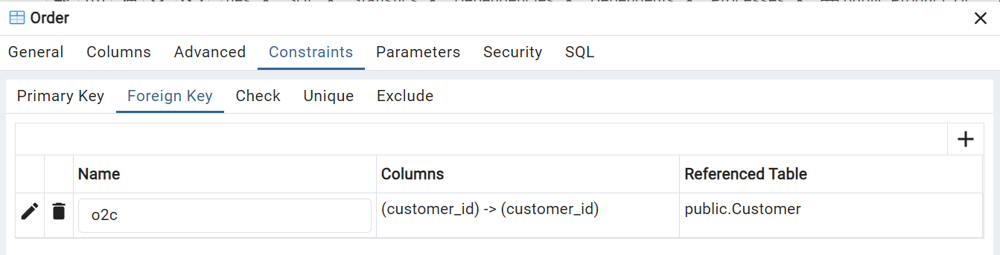 Order
General Columns Advanced Constraints Parameters Security SQL
Primary Key Foreign Key Check Unique Exclude
Name Columns Referenced Table
o2c (customer_id) -> (customer_id) public.Customer